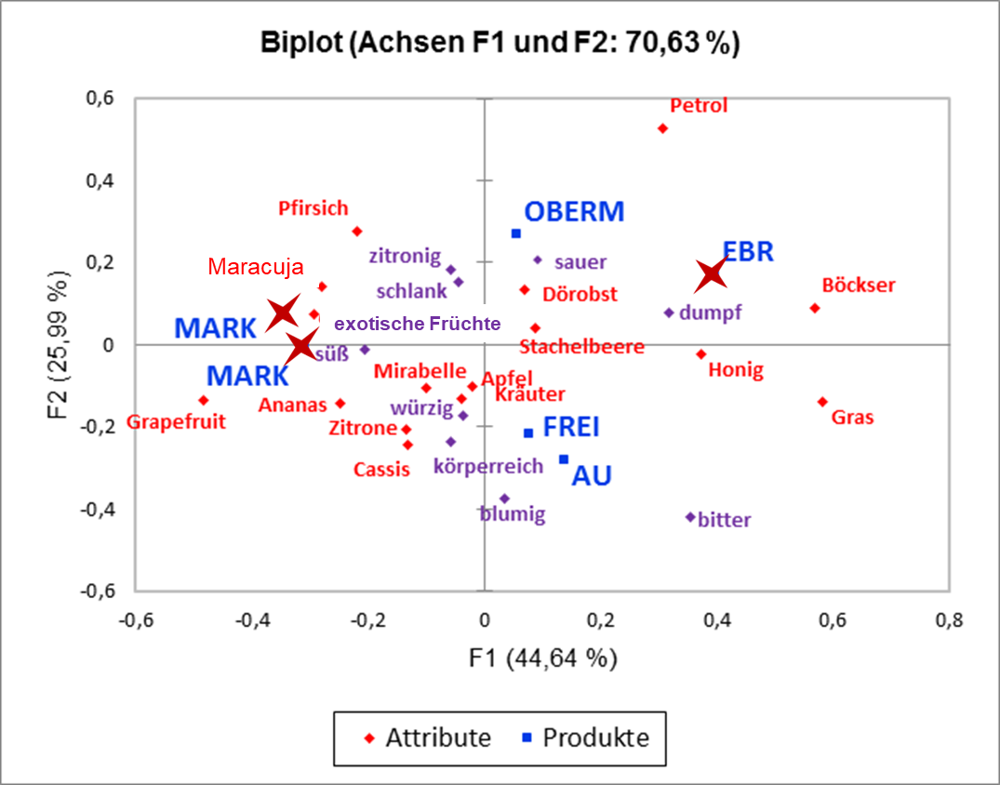 Biplot (Achsen F1 und F2: 70,63 %)
0,6
Petrol
0,4
Pfirsich
OBERM
zitronig
sauer
EBR
0,2
Maracuja
schlank
Dörobst
Böckser
dumpf
MARK
exotische Früchte
0
süß
Stachelbeere
Honig
MARK
Mirabelle
Apfel
Kräuter
Grapefruit
Ananas
würzig
Gras
-0,2
Zitrone
FREI
Cassis
körperreich
AU
-0,4
blumig
bitter
-0,6
F2 (25,99 %)
-0,6
-0,4
-0,2
0
0,2
0,4
0,6
0,8
F1 (44,64 %)
Attribute
Produkte